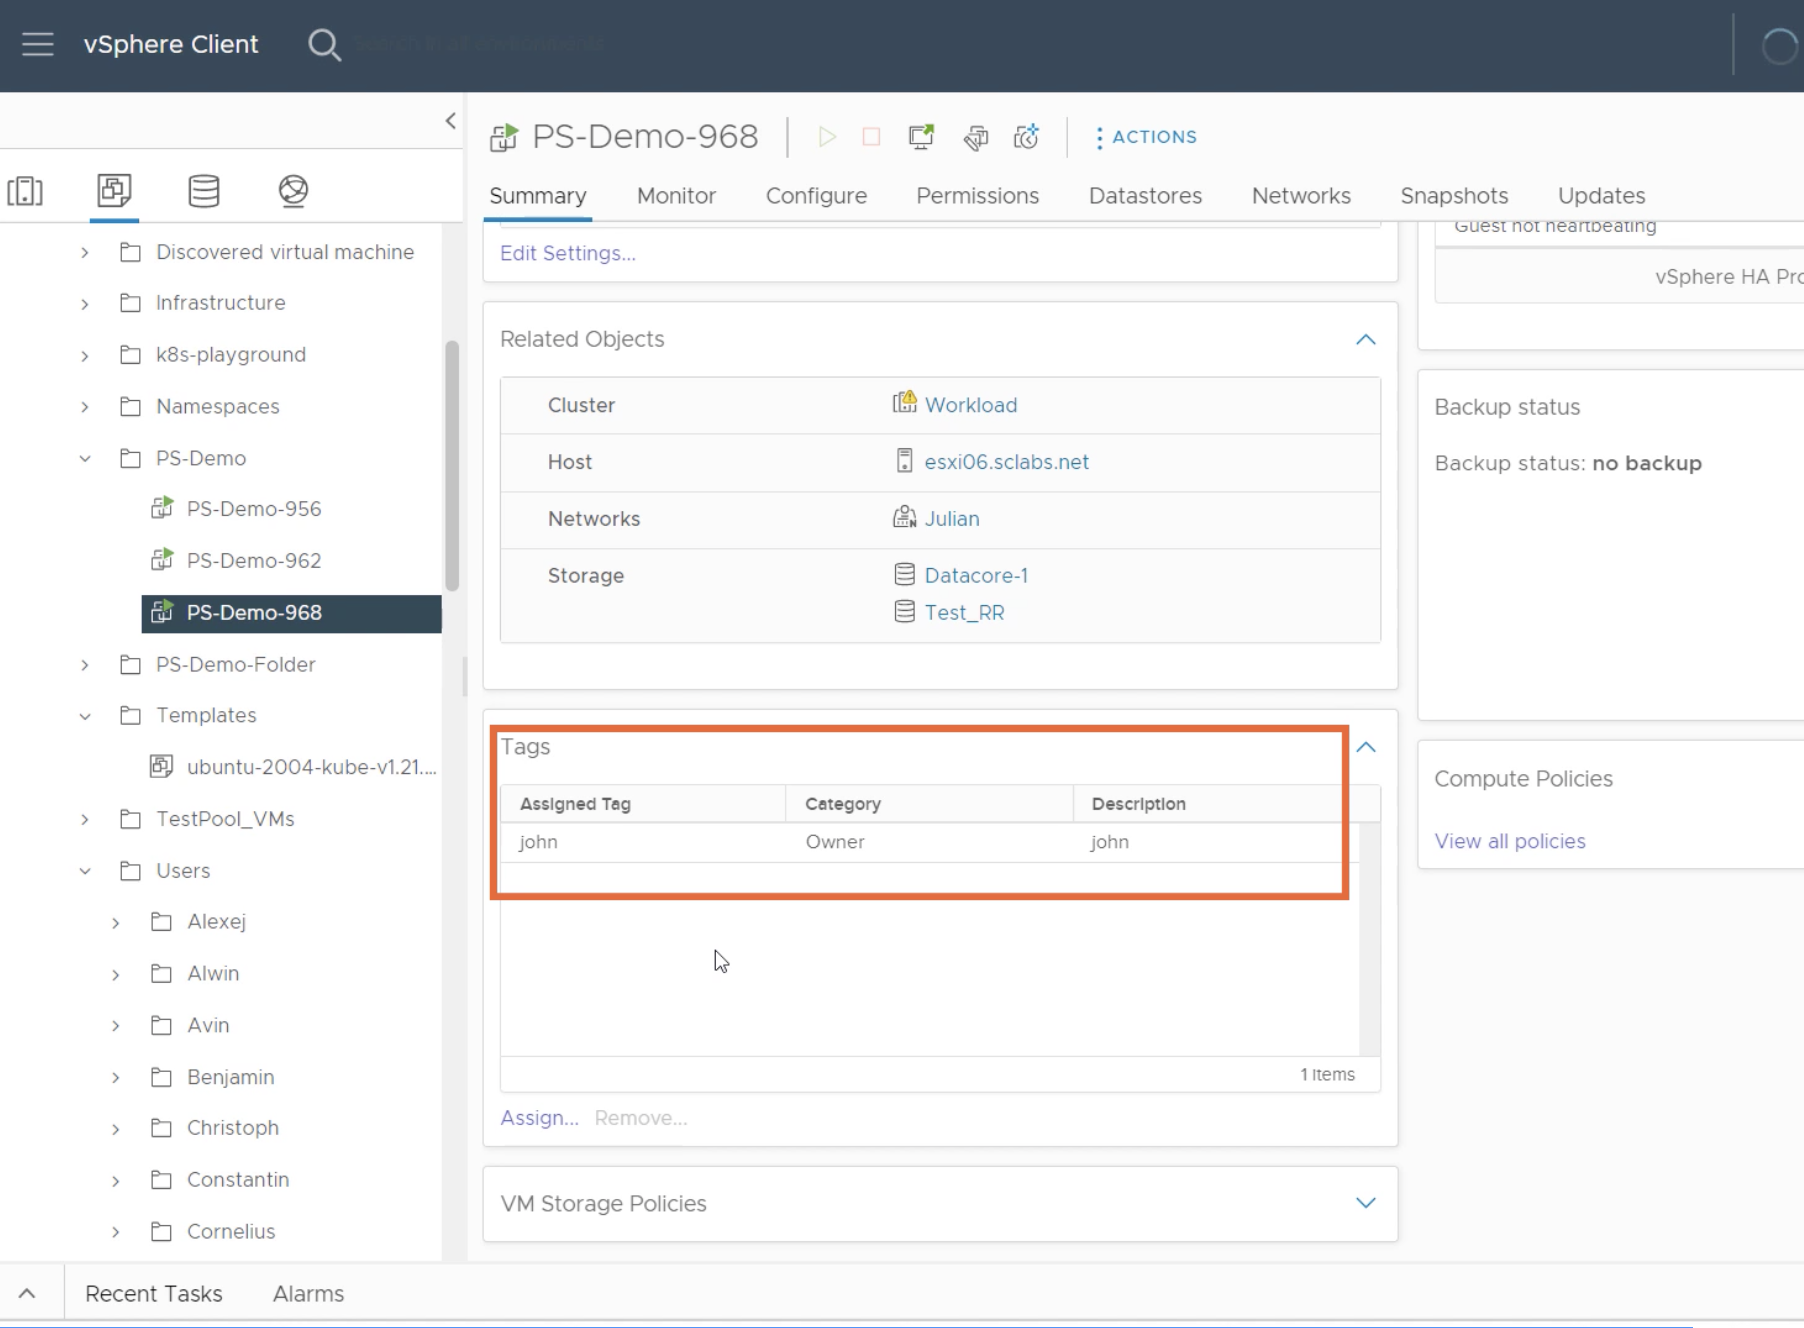 vSphere Client
PS-Demo-968
ACTIONS
Summary Monitor Configure Permissions Datastores Networks Snapshots Updates
Discovered virtual machine
Infrastructure
k8s-playground
Namespaces
PS-Demo
PS-Demo-956
PS-Demo-962
PS-Demo-968
PS-Demo-Folder
Templates
ubuntu-2004-kube-v1.21....
TestPool_VMs
Users
Alexej
Alwin
Avin
Benjamin
Christoph
Constantin
Cornelius
Edit Settings...
Related Objects
Cluster Workload
Host esxi06.sclabs.net
Networks Julian
Storage Datacore-1
Test_RR
Tags
Assigned Tag Category Description
john Owner john
1 items
Assign... Remove...
VM Storage Policies
Guest not heartbeating
vSphere HA Pro
Backup status
Backup status: no backup
Compute Policies
View all policies
Recent Tasks Alarms